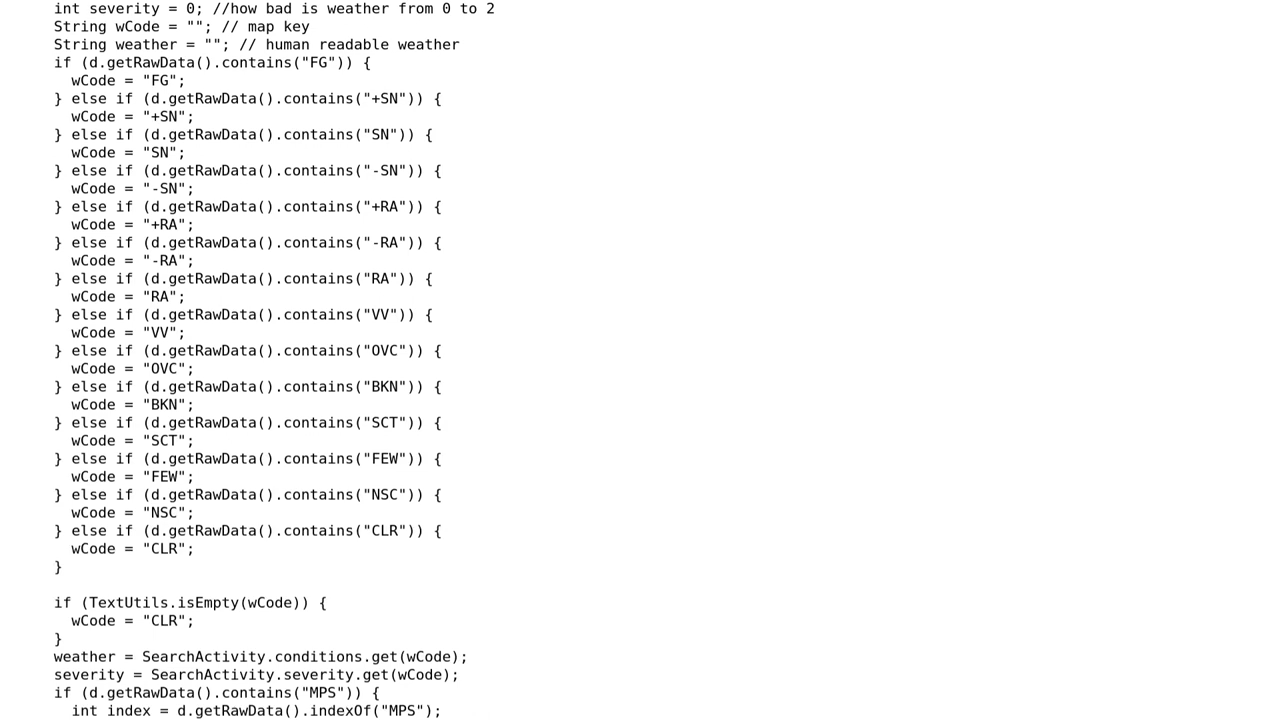 int severity = 0; //how bad is weather from 0 to 2
String wCode = ""; // map key
String weather = ""; // human readable weather
if (d.getRawData().contains("FG")) {
  wCode = "FG";
} else if (d.getRawData().contains("+SN")) {
  wCode = "+SN";
} else if (d.getRawData().contains("SN")) {
  wCode = "SN";
} else if (d.getRawData().contains("-SN")) {
  wCode = "-SN";
} else if (d.getRawData().contains("+RA")) {
  wCode = "+RA";
} else if (d.getRawData().contains("-RA")) {
  wCode = "-RA";
} else if (d.getRawData().contains("RA")) {
  wCode = "RA";
} else if (d.getRawData().contains("VV")) {
  wCode = "VV";
} else if (d.getRawData().contains("OVC")) {
  wCode = "OVC";
} else if (d.getRawData().contains("BKN")) {
  wCode = "BKN";
} else if (d.getRawData().contains("SCT")) {
  wCode = "SCT";
} else if (d.getRawData().contains("FEW")) {
  wCode = "FEW";
} else if (d.getRawData().contains("NSC")) {
  wCode = "NSC";
} else if (d.getRawData().contains("CLR")) {
  wCode = "CLR";
}

if (TextUtils.isEmpty(wCode)) {
  wCode = "CLR";
}
weather = SearchActivity.conditions.get(wCode);
severity = SearchActivity.severity.get(wCode);
if (d.getRawData().contains("MPS")) {
  int index = d.getRawData().indexOf("MPS");